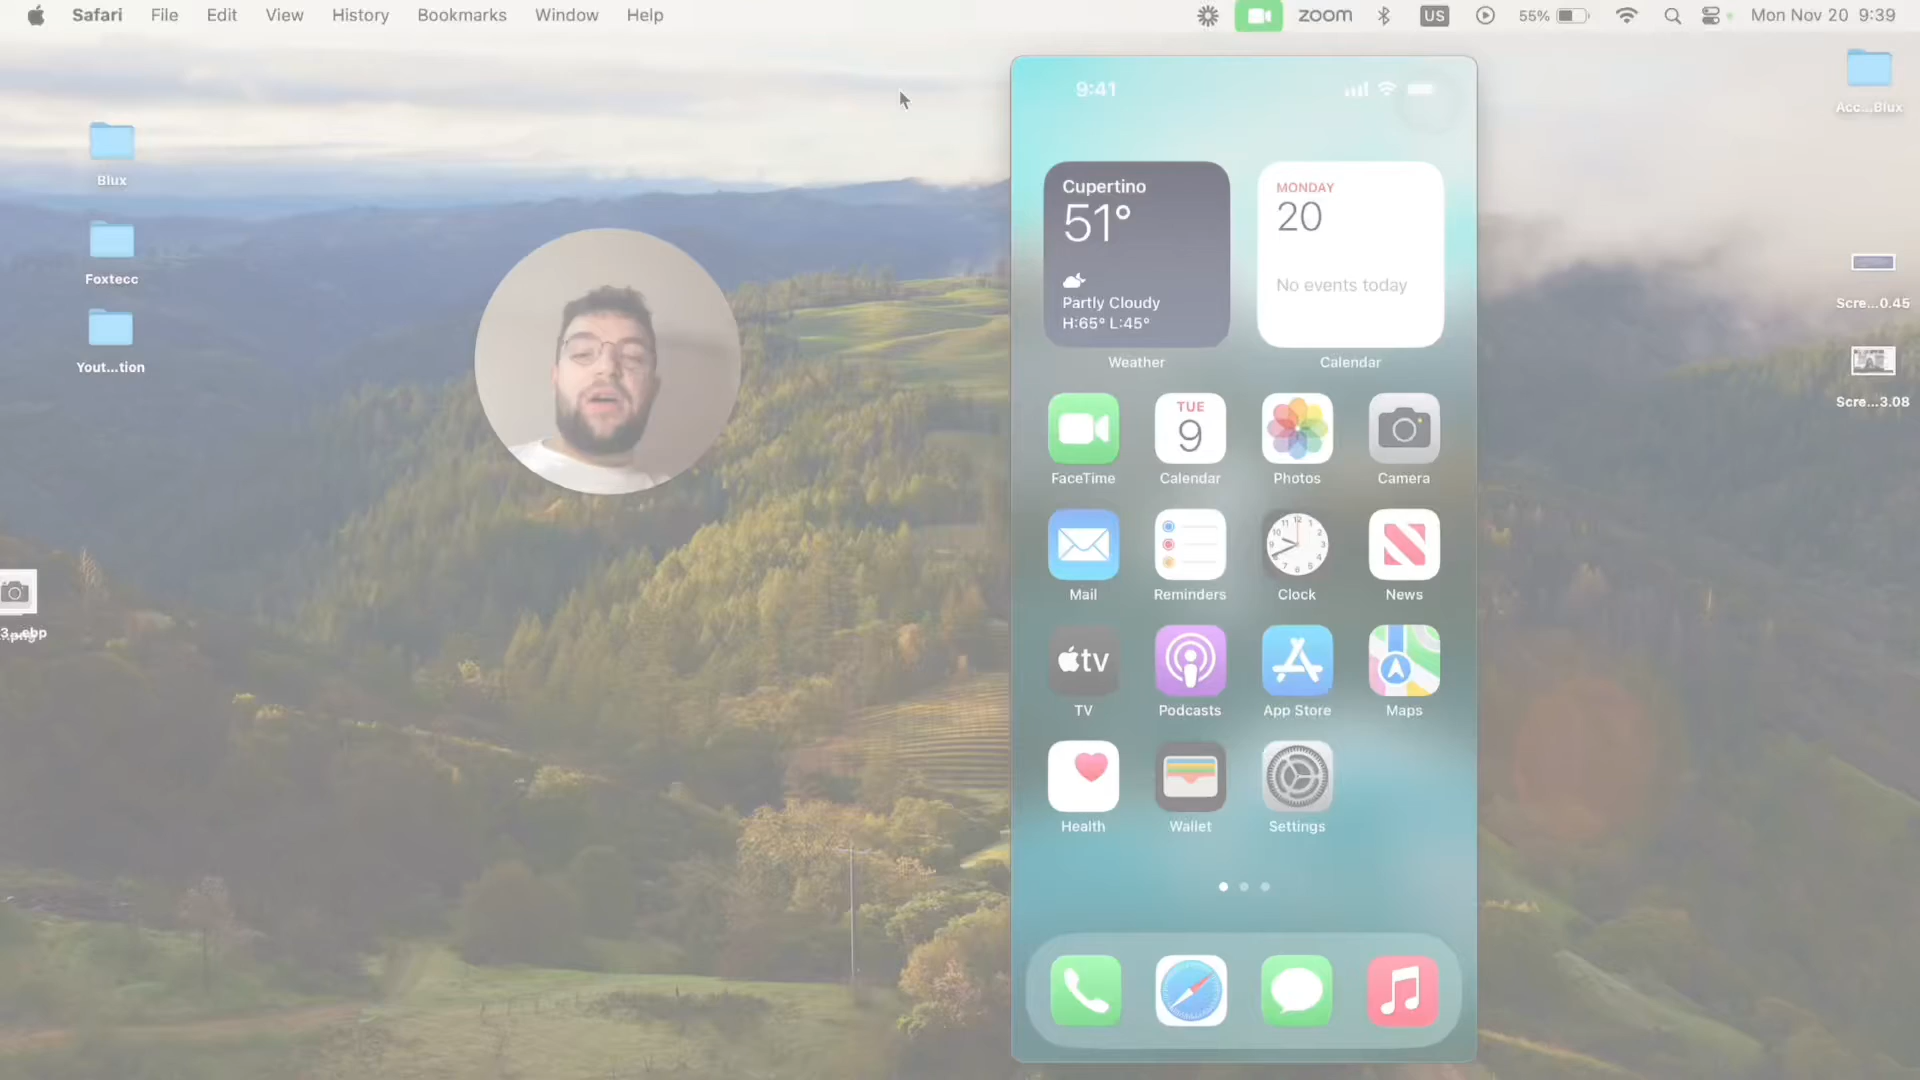 Safari File Edit View History Bookmarks Window Help zoom US 55% Mon Nov 20 9:39
Blux
Foxtecc
Yout...tion
Acc...Blux
Scre...0.45
Scre...3.08
9:41
Cupertino
51°
Partly Cloudy
H:65° L:45°
Weather
MONDAY
20
No events today
Calendar
TUE
9
FaceTime Calendar Photos Camera
Mail Reminders Clock News
tv
TV Podcasts App Store Maps
Health Wallet Settings